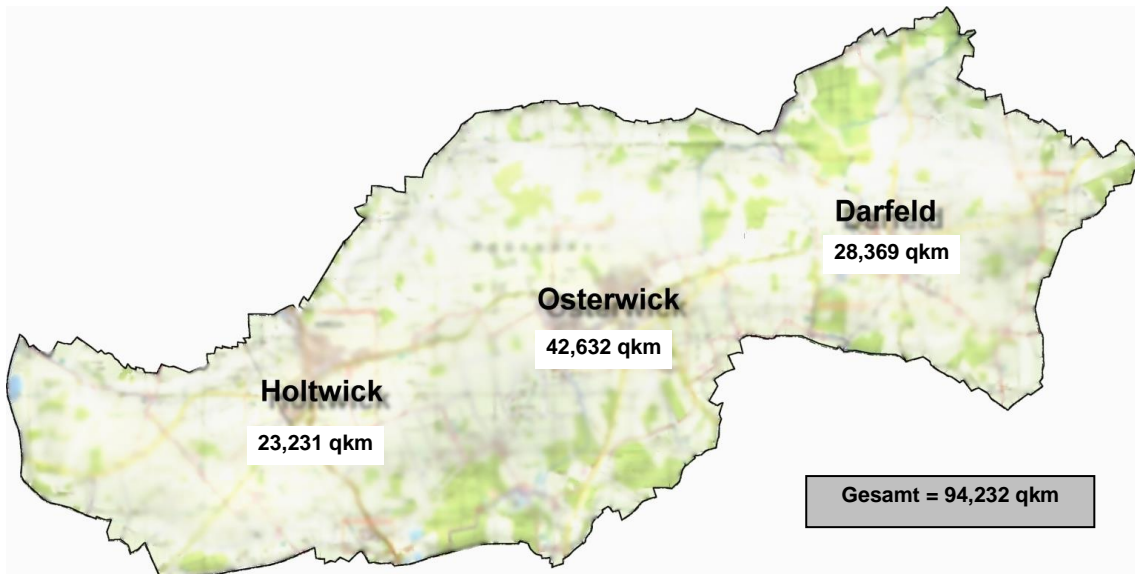 Darfeld
28,369 qkm
Osterwick
42,632 qkm
Holtwick
23,231 qkm
Gesamt = 94,232 qkm